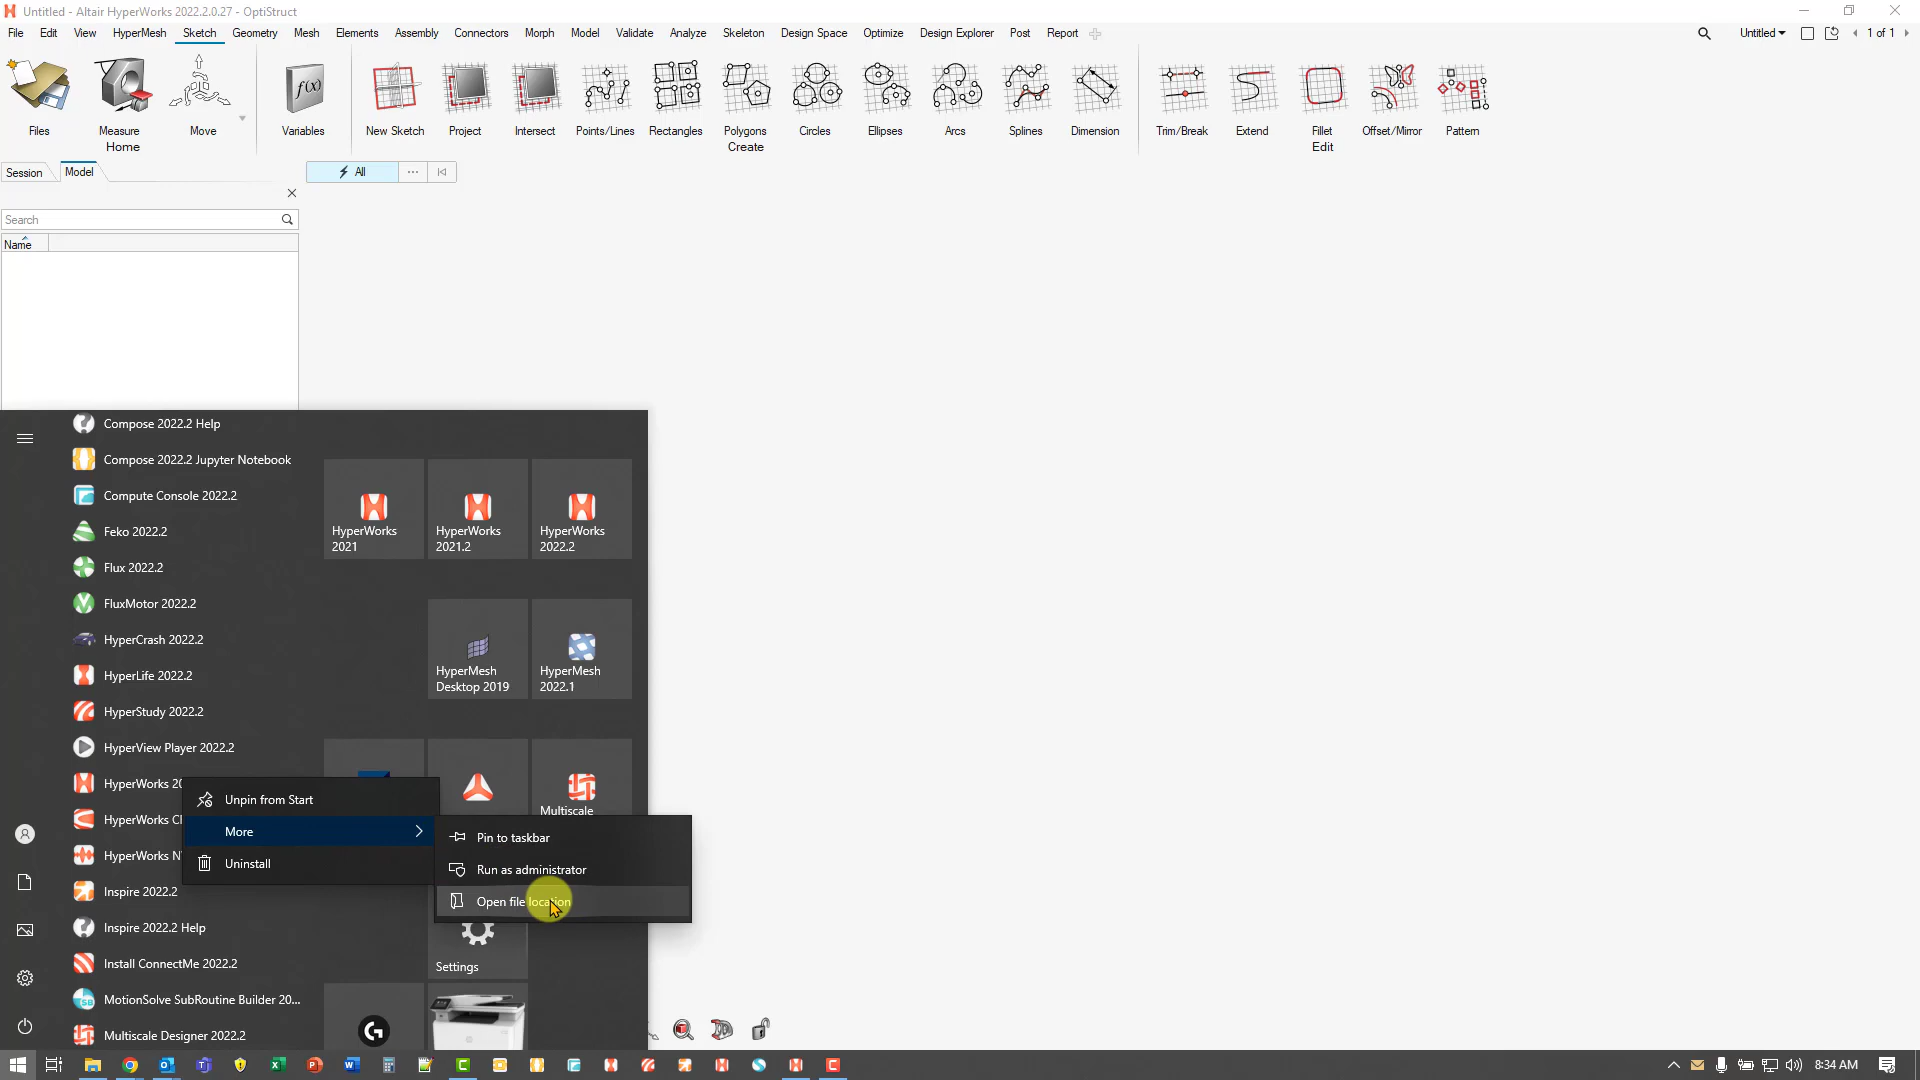 Untitled - Altair HyperWorks 2022.2.0.27 - OptiStruct
File Edit View HyperMesh Sketch Geometry Mesh Elements Assembly Connectors Morph Model Validate Analyze Skeleton Design Space Optimize Design Explorer Post Report Untitled 1 of 1
f(x)
Files Measure Move Variables New Sketch Project Intersect Points/Lines Rectangles Polygons Circles Ellipses Arcs Splines Dimension Trim/Break Extend Fillet Offset/Mirror Pattern
Home Create Edit
Session Model All
Search
Name
Compose 2022.2 Help
Compose 2022.2 Jupyter Notebook
Compute Console 2022.2
Feko 2022.2
Flux 2022.2
FluxMotor 2022.2
HyperCrash 2022.2
HyperLife 2022.2
HyperStudy 2022.2
HyperView Player 2022.2
HyperWorks 20
HyperWorks Cl
HyperWorks N
Inspire 2022.2
Inspire 2022.2 Help
Install ConnectMe 2022.2
MotionSolve SubRoutine Builder 20...
Multiscale Designer 2022.2
HyperWorks 2021
HyperWorks 2021.2
HyperWorks 2022.2
HyperMesh Desktop 2019
HyperMesh 2022.1
Multiscale
Settings
Unpin from Start
More
Uninstall
Pin to taskbar
Run as administrator
Open file location
8:34 AM